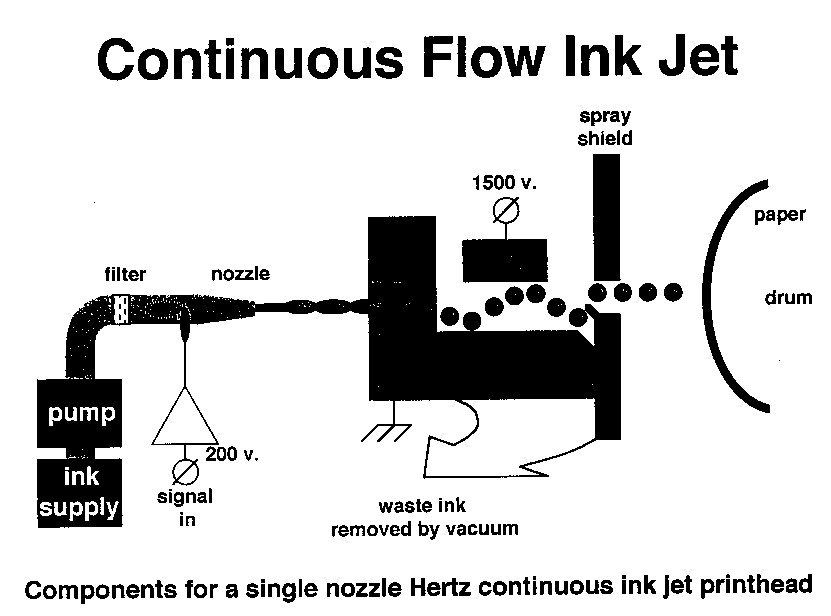 Continuous Flow Ink Jet
spray
shield
1500 v.
paper
filter
nozzle
drum
pump
200 v.
ink
supply
signal
in
waste ink
removed by vacuum
Components for a single nozzle Hertz continuous ink jet printhead